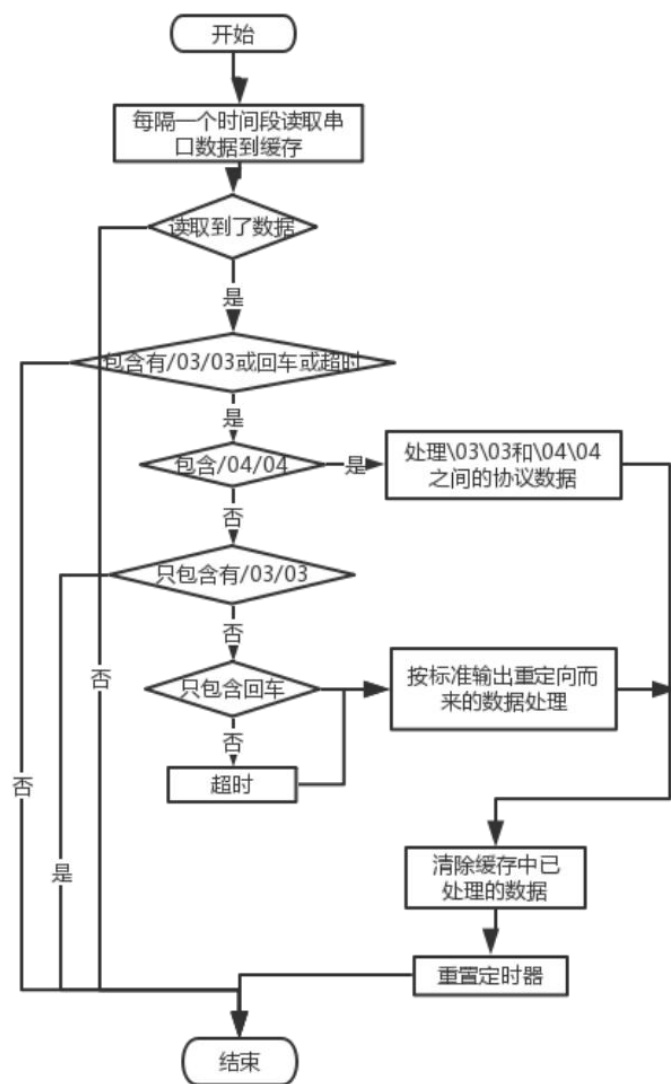 开始
每隔一个时间段读取串
口数据到缓存
读取到了数据
是
包含有/03/03或回车或超时
是
包含/04/04
是
处理\03\03和\04\04
之间的协议数据
否
只包含有/03/03
否
否
只包含回车
按标准输出重定向而
来的数据处理
否
超时
否
是
清除缓存中已
处理的数据
重置定时器
结束